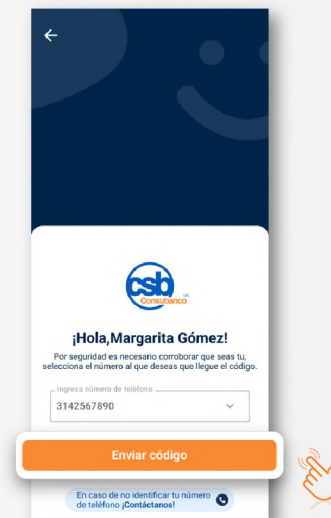 csb
Consubanco
¡Hola,Margarita Gómez!
Por seguridad es necesario corroborar que seas tu,
selecciona el número al que deseas que llegue el código.
Ingresa número de teléfono
3142567890
Enviar código
En caso de no identificar tu número
de teléfono ¡Contáctanos!